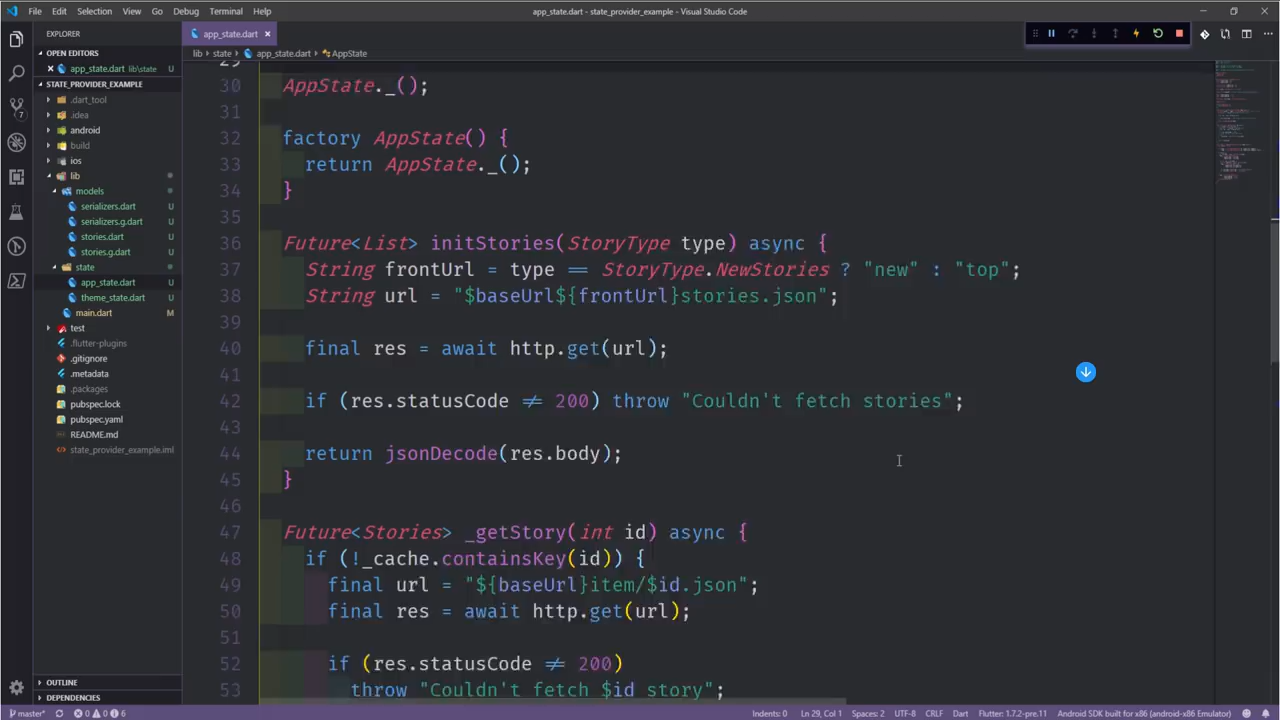 File Edit Selection View Go Debug Terminal Help
app_state.dart - state_provider_example - Visual Studio Code
EXPLORER
OPEN EDITORS
app_state.dart lib\state U
STATE_PROVIDER_EXAMPLE
.dart_tool
.idea
android
build
ios
lib
models
serializers.dart U
serializers.g.dart U
stories.dart U
stories.g.dart U
state
app_state.dart U
theme_state.dart U
main.dart M
test
.flutter-plugins
.gitignore
.metadata
.packages
pubspec.lock
pubspec.yaml
README.md
state_provider_example.iml
OUTLINE
DEPENDENCIES
7
app_state.dart
lib state app_state.dart AppState
29
30 AppState._();
31
32 factory AppState() {
33 return AppState._();
34 }
35
36 Future<List> initStories(StoryType type) async {
37 String frontUrl = type == StoryType.NewStories ? "new" : "top";
38 String url = "$baseUrl${frontUrl}stories.json";
39
40 final res = await http.get(url);
41
42 if (res.statusCode ≠ 200) throw "Couldn't fetch stories";
43
44 return jsonDecode(res.body);
45 }
46
47 Future<Stories> _getStory(int id) async {
48 if (!_cache.containsKey(id)) {
49 final url = "${baseUrl}item/$id.json";
50 final res = await http.get(url);
51
52 if (res.statusCode ≠ 200)
53 throw "Couldn't fetch $id story";
master* 0 0 6 Indents: 0 Ln 29, Col 1 Spaces: 2 UTF-8 CRLF Dart Flutter: 1.7.2-pre.11 Android SDK built for x86 (android-x86 Emulator)